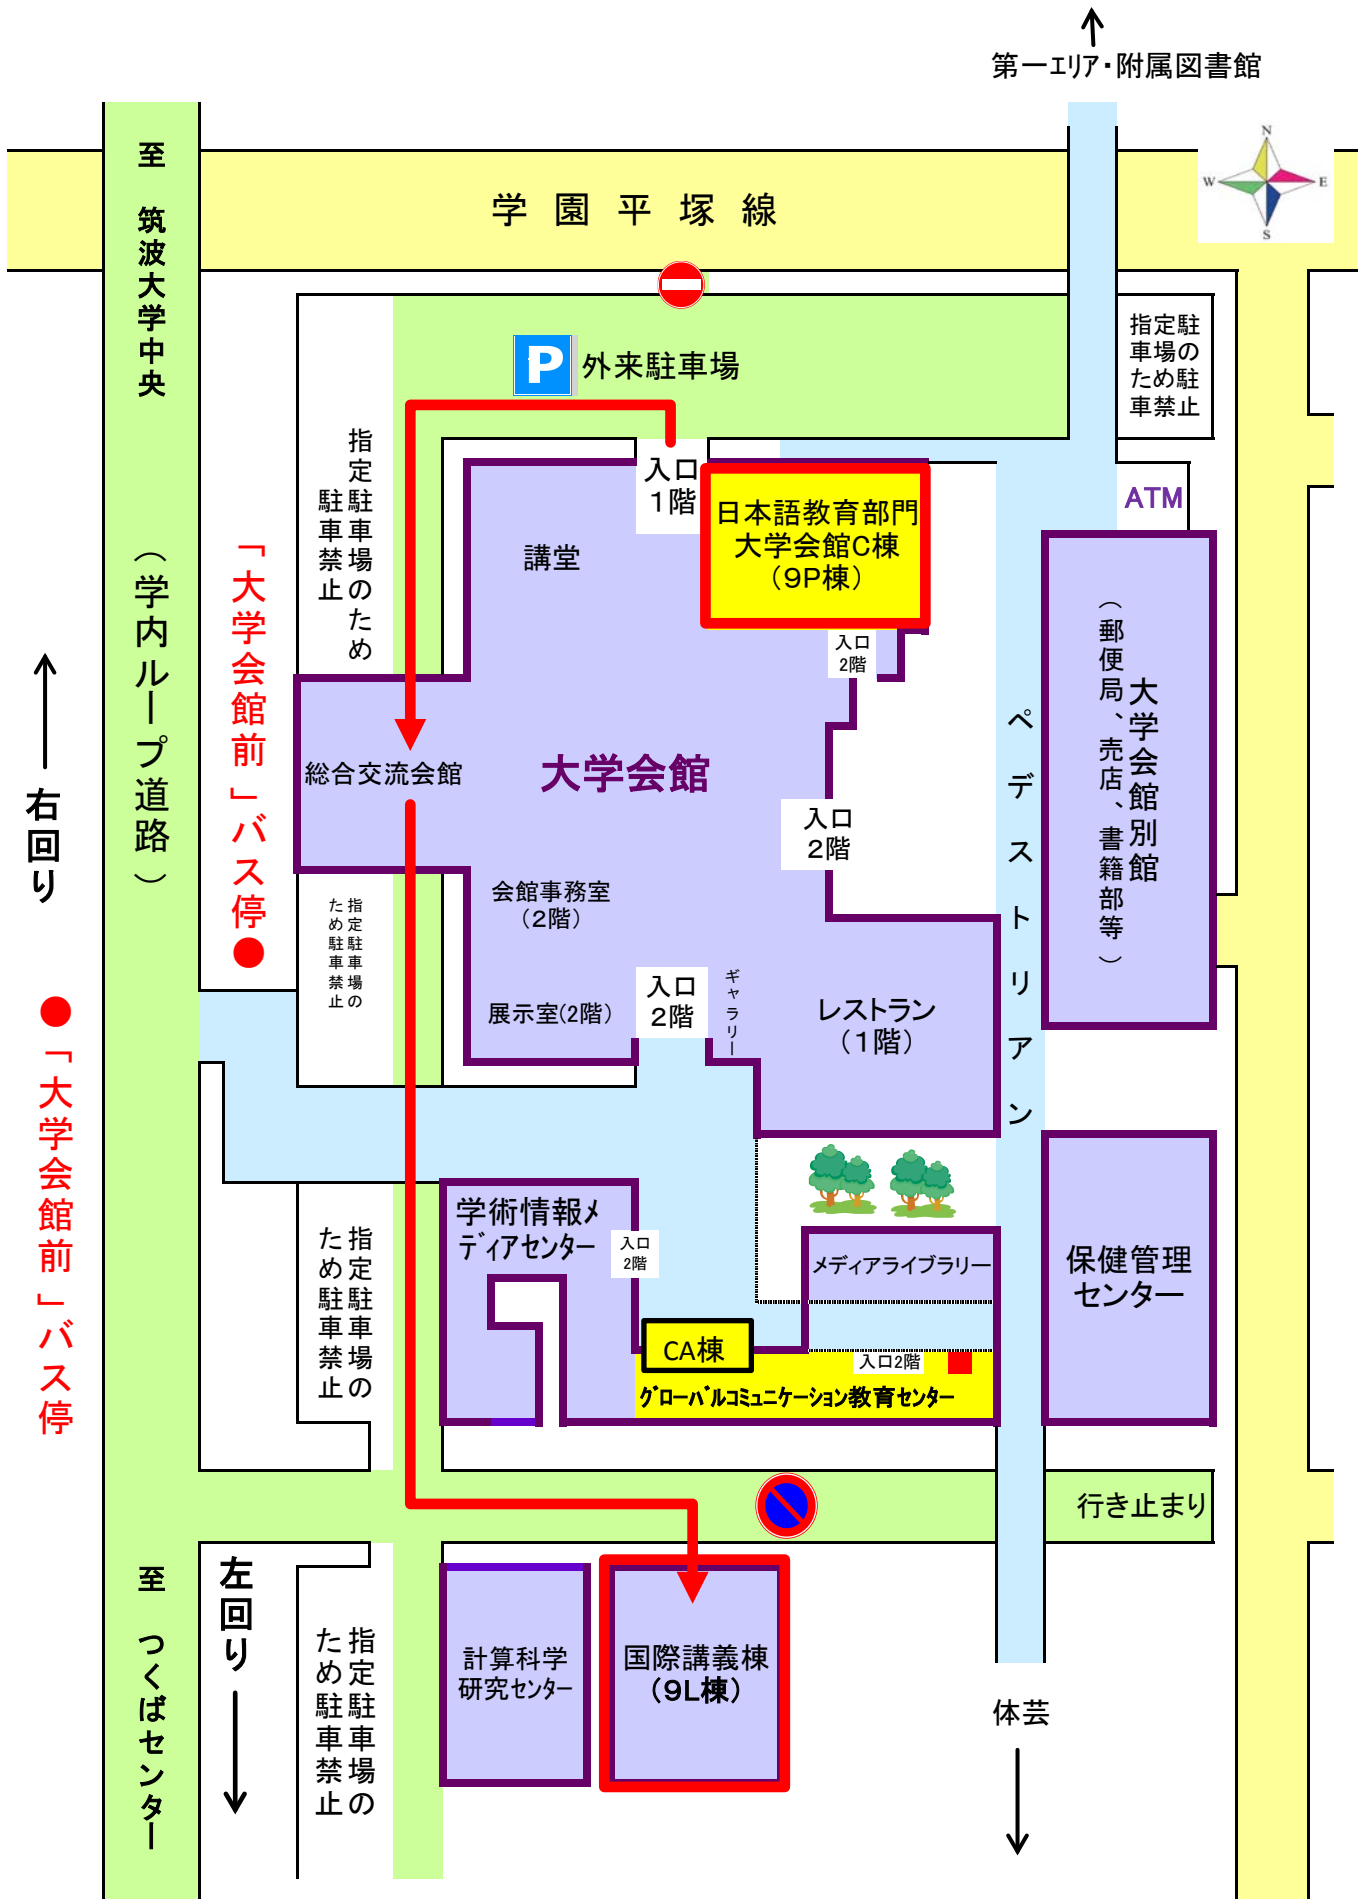 第一エリア・附属図書館
N
W
E
S
学園平塚線
至 筑波大学中央
（学内ループ道路）
至 つくばセンター
P
外来駐車場
指定駐
車場の
ため駐
車禁止
指定駐車場のため
駐車禁止
入口
1階
日本語教育部門
大学会館C棟
（9P棟）
ATM
講堂
「大学会館前」バス停●
入口
2階
大学会館別館
（郵便局、売店、書籍部等）
ペデストリアン
総合交流会館
大学会館
右回り
入口
2階
会館事務室
（2階）
指定駐車場の
ため駐車禁止
展示室(2階)
入口
2階
ギャラリー
レストラン
（1階）
●「大学会館前」バス停
学術情報メ
ディアセンター
入口
2階
メディアライブラリー
保健管理
センター
指定駐車場の
ため駐車禁止
CA棟
入口2階
グローバルコミュニケーション教育センター
行き止まり
左回り
計算科学
研究センター
国際講義棟
（9L棟）
指定駐車場の
ため駐車禁止
体芸